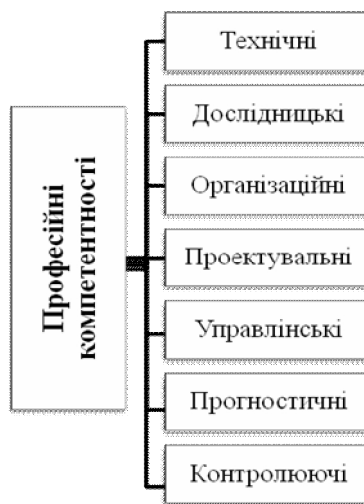 Професійні
компетентності
Технічні
Дослідницькі
Організаційні
Проектувальні
Управлінські
Прогностичні
Контролюючі